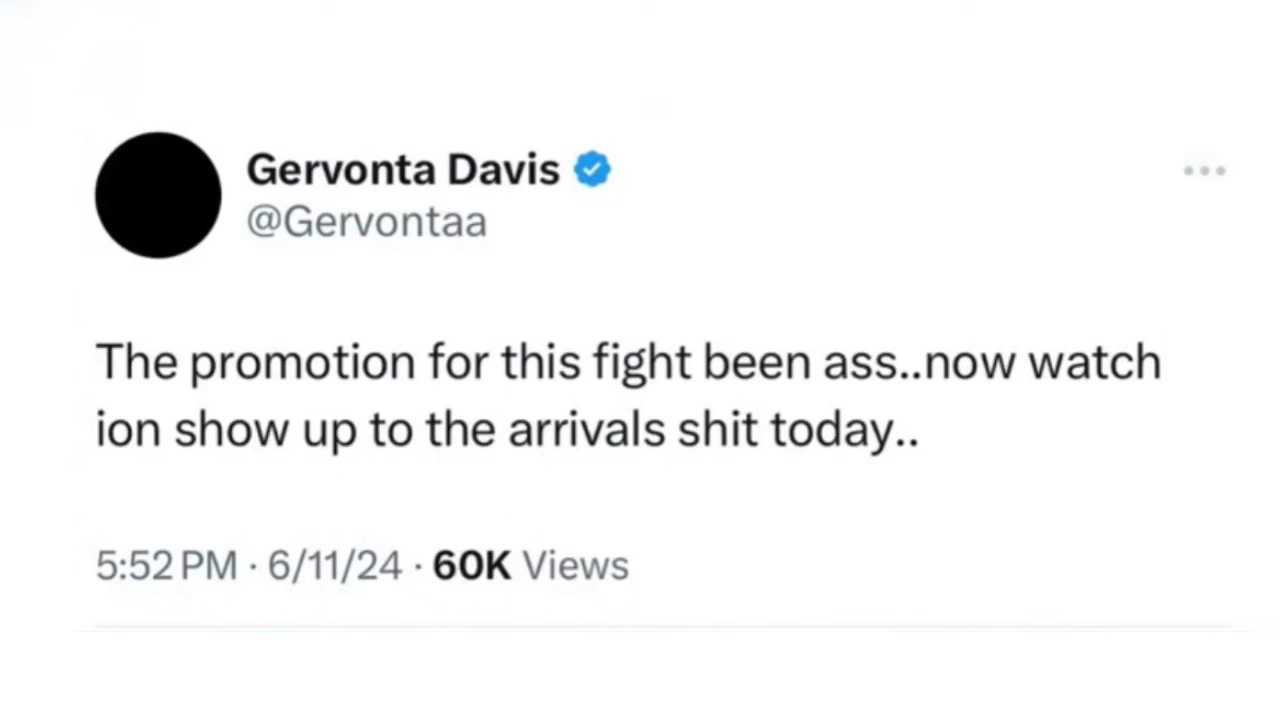 Gervonta Davis
@Gervontaa
The promotion for this fight been ass..now watch
ion show up to the arrivals shit today..
5:52 PM · 6/11/24 · 60K Views